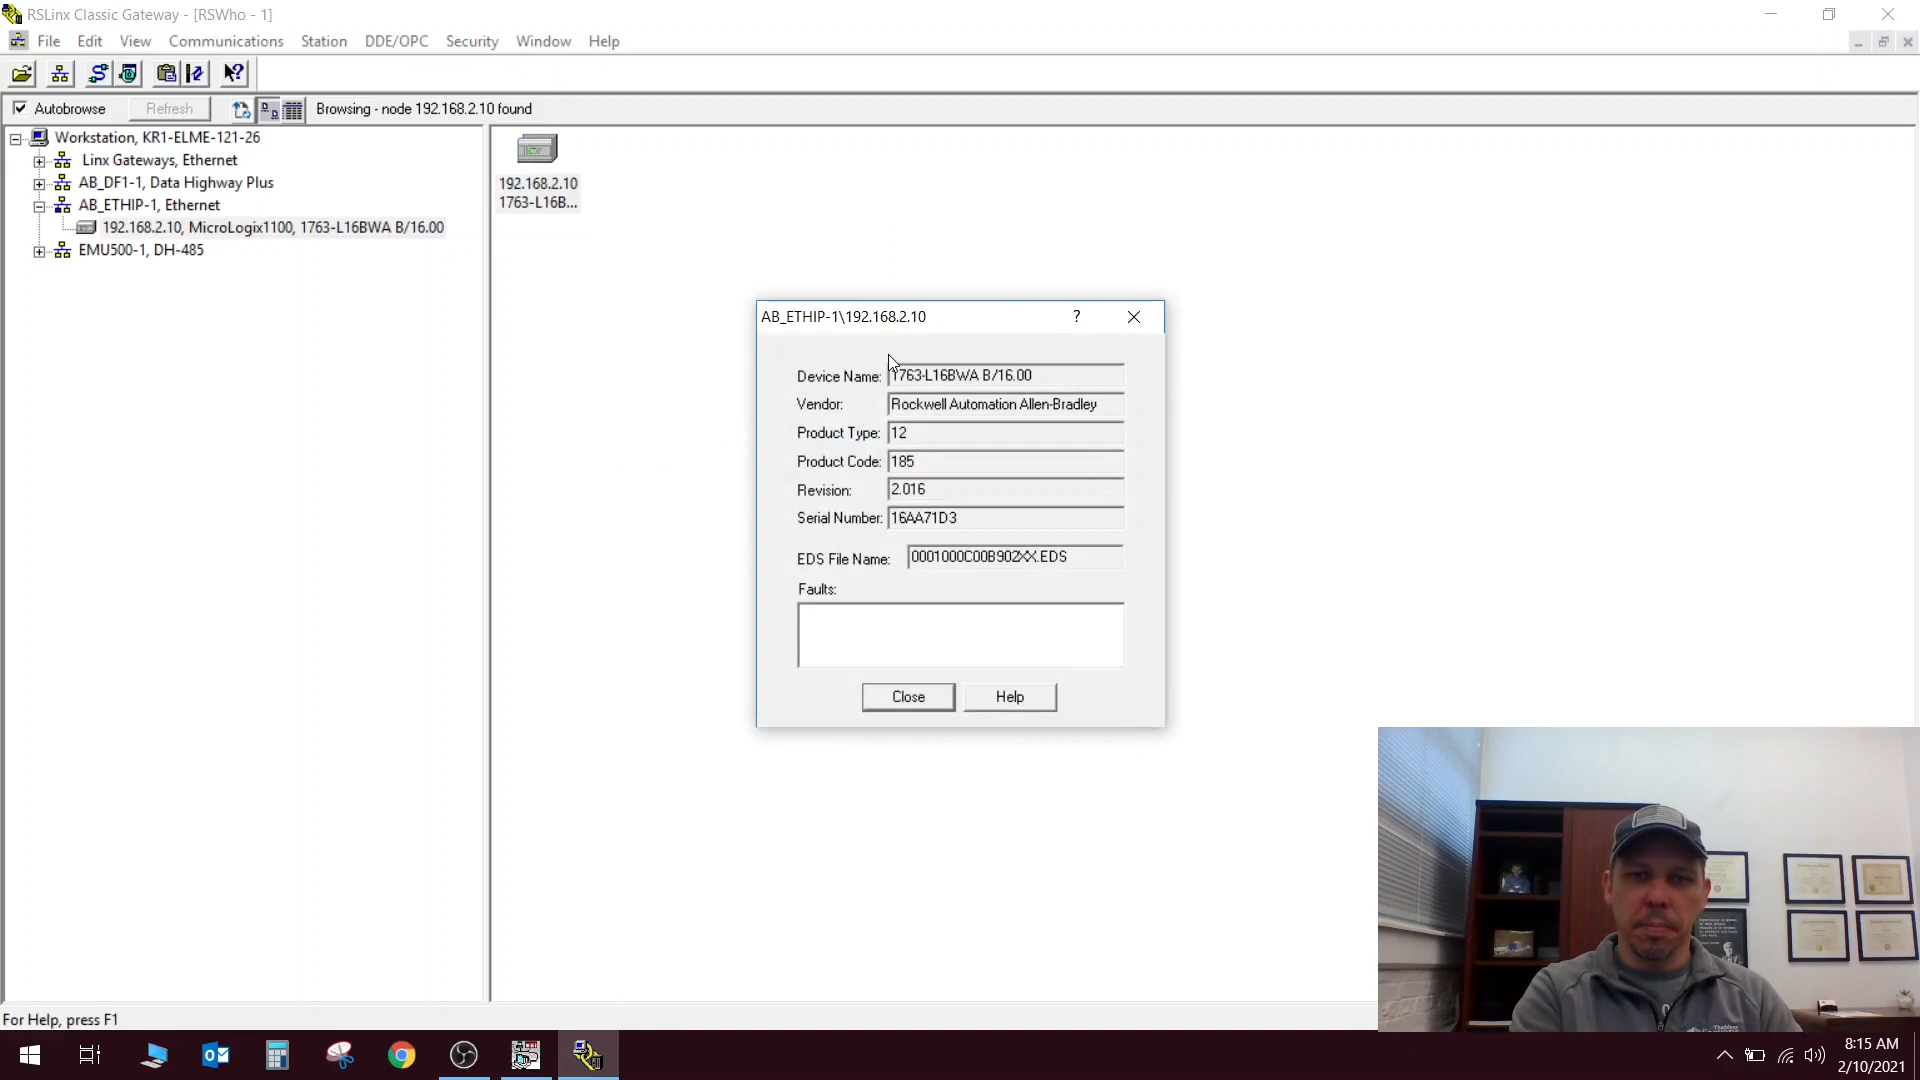 RSLinx Classic Gateway - [RSWho - 1]
File Edit View Communications Station DDE/OPC Security Window Help
Autobrowse Refresh Browsing - node 192.168.2.10 found
Workstation, KR1-ELME-121-26
Linx Gateways, Ethernet
AB_DF1-1, Data Highway Plus
AB_ETHIP-1, Ethernet
192.168.2.10, MicroLogix1100, 1763-L16BWA B/16.00
EMU500-1, DH-485
192.168.2.10
1763-L16B...
AB_ETHIP-1\192.168.2.10
Device Name: 1763-L16BWA B/16.00
Vendor: Rockwell Automation Allen-Bradley
Product Type: 12
Product Code: 185
Revision: 2.016
Serial Number: 16AA71D3
EDS File Name: 0001000C00B902XX.EDS
Faults:
Close Help
For Help, press F1
8:15 AM
2/10/2021